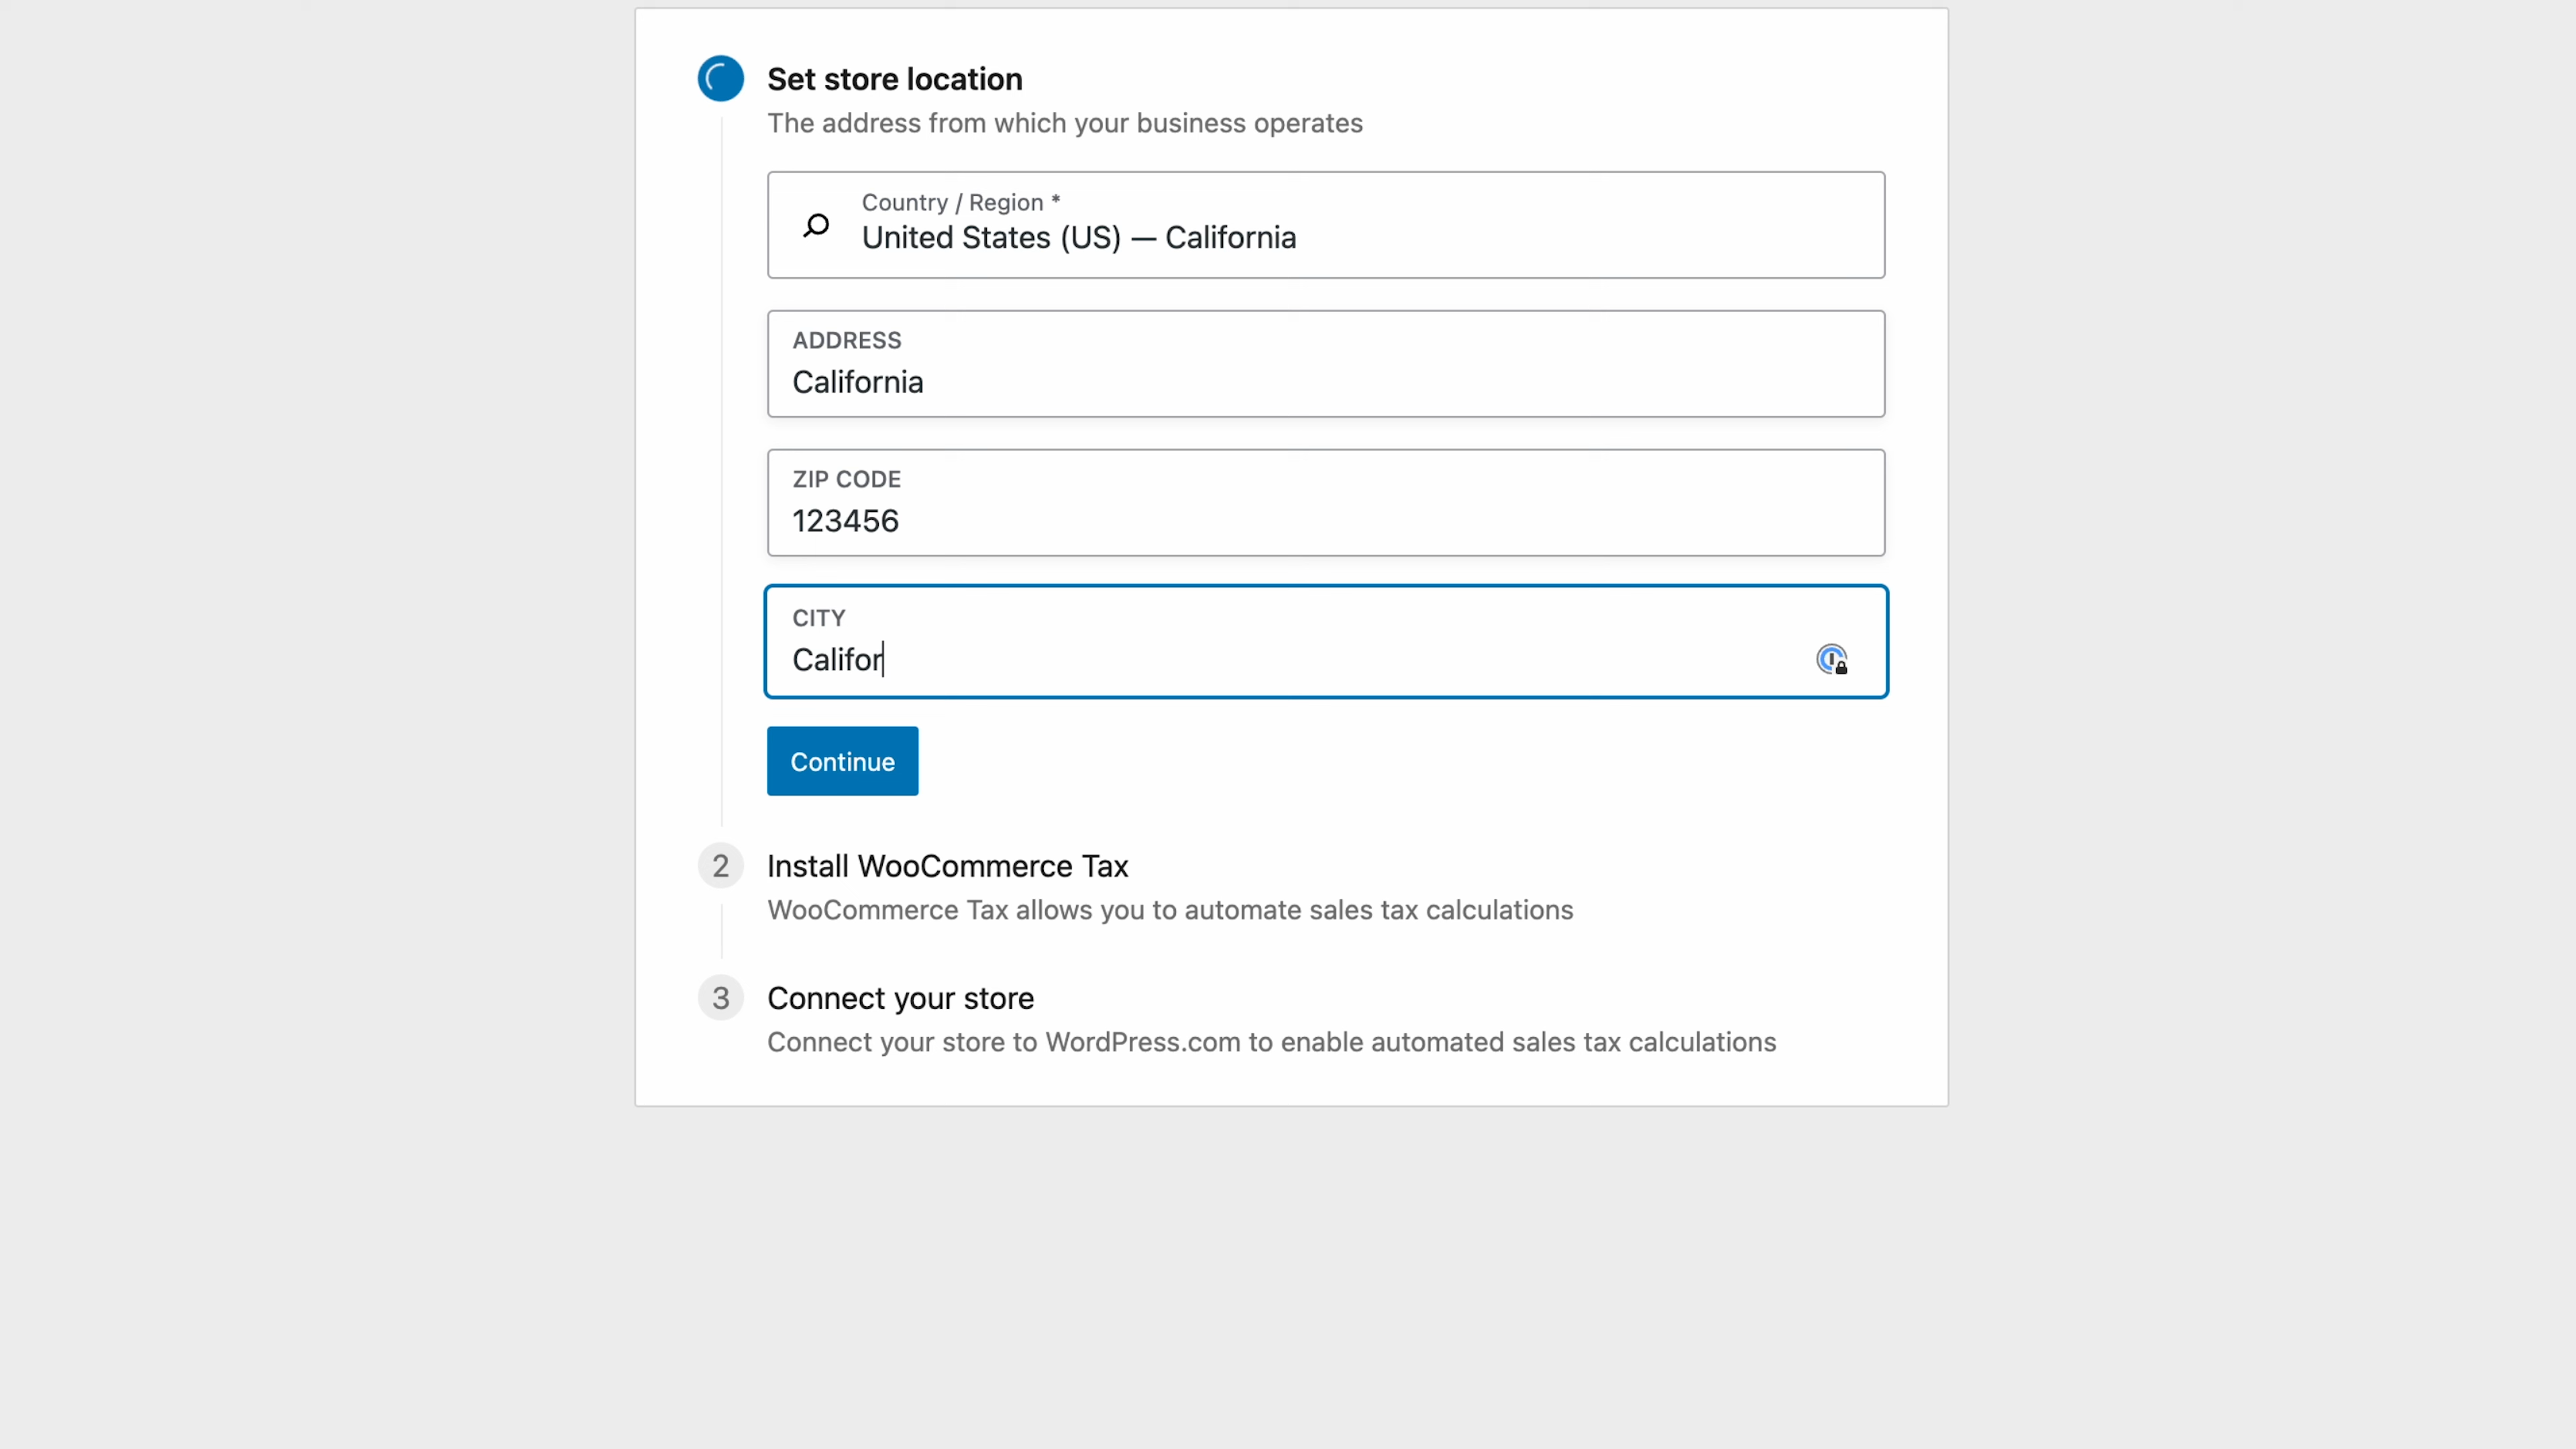 Set store location
The address from which your business operates
Country / Region *
United States (US) — California
ADDRESS
California
ZIP CODE
123456
CITY
Califor
Continue
2
Install WooCommerce Tax
WooCommerce Tax allows you to automate sales tax calculations
3
Connect your store
Connect your store to WordPress.com to enable automated sales tax calculations